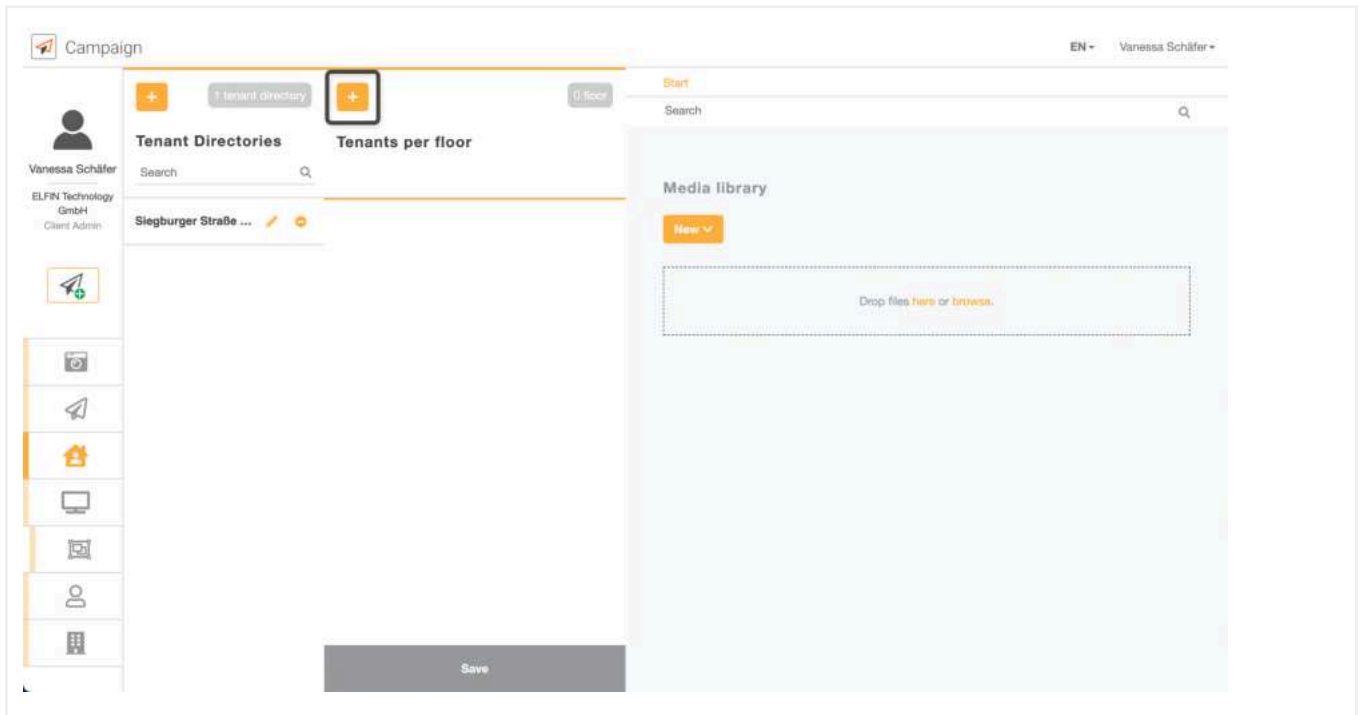 Campaign
EN
Vanessa Schäfer
Vanessa Schäfer
ELFIN Technology
GmbH
Client Admin
+
1 tenant directory
Tenant Directories
Search
Siegburger Straße ...
+
0 floor
Tenants per floor
Save
Start
Search
Media library
New
Drop files here or browse.